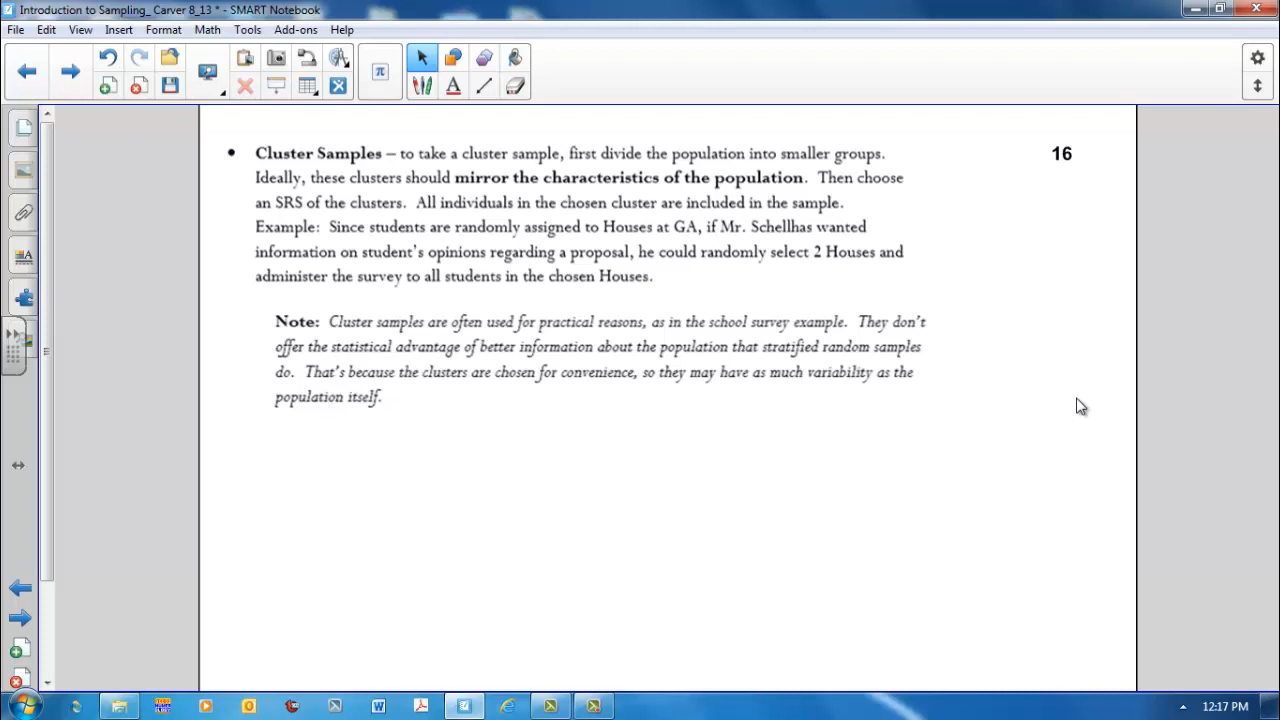 Introduction to Sampling_ Carver 8_13 * - SMART Notebook
File Edit View Insert Format Math Tools Add-ons Help
π
A
16
• Cluster Samples – to take a cluster sample, first divide the population into smaller groups.
Ideally, these clusters should mirror the characteristics of the population. Then choose
an SRS of the clusters. All individuals in the chosen cluster are included in the sample.
Example: Since students are randomly assigned to Houses at GA, if Mr. Schellhas wanted
information on student's opinions regarding a proposal, he could randomly select 2 Houses and
administer the survey to all students in the chosen Houses.
Note: Cluster samples are often used for practical reasons, as in the school survey example. They don't
offer the statistical advantage of better information about the population that stratified random samples
do. That's because the clusters are chosen for convenience, so they may have as much variability as the
population itself.
12:17 PM